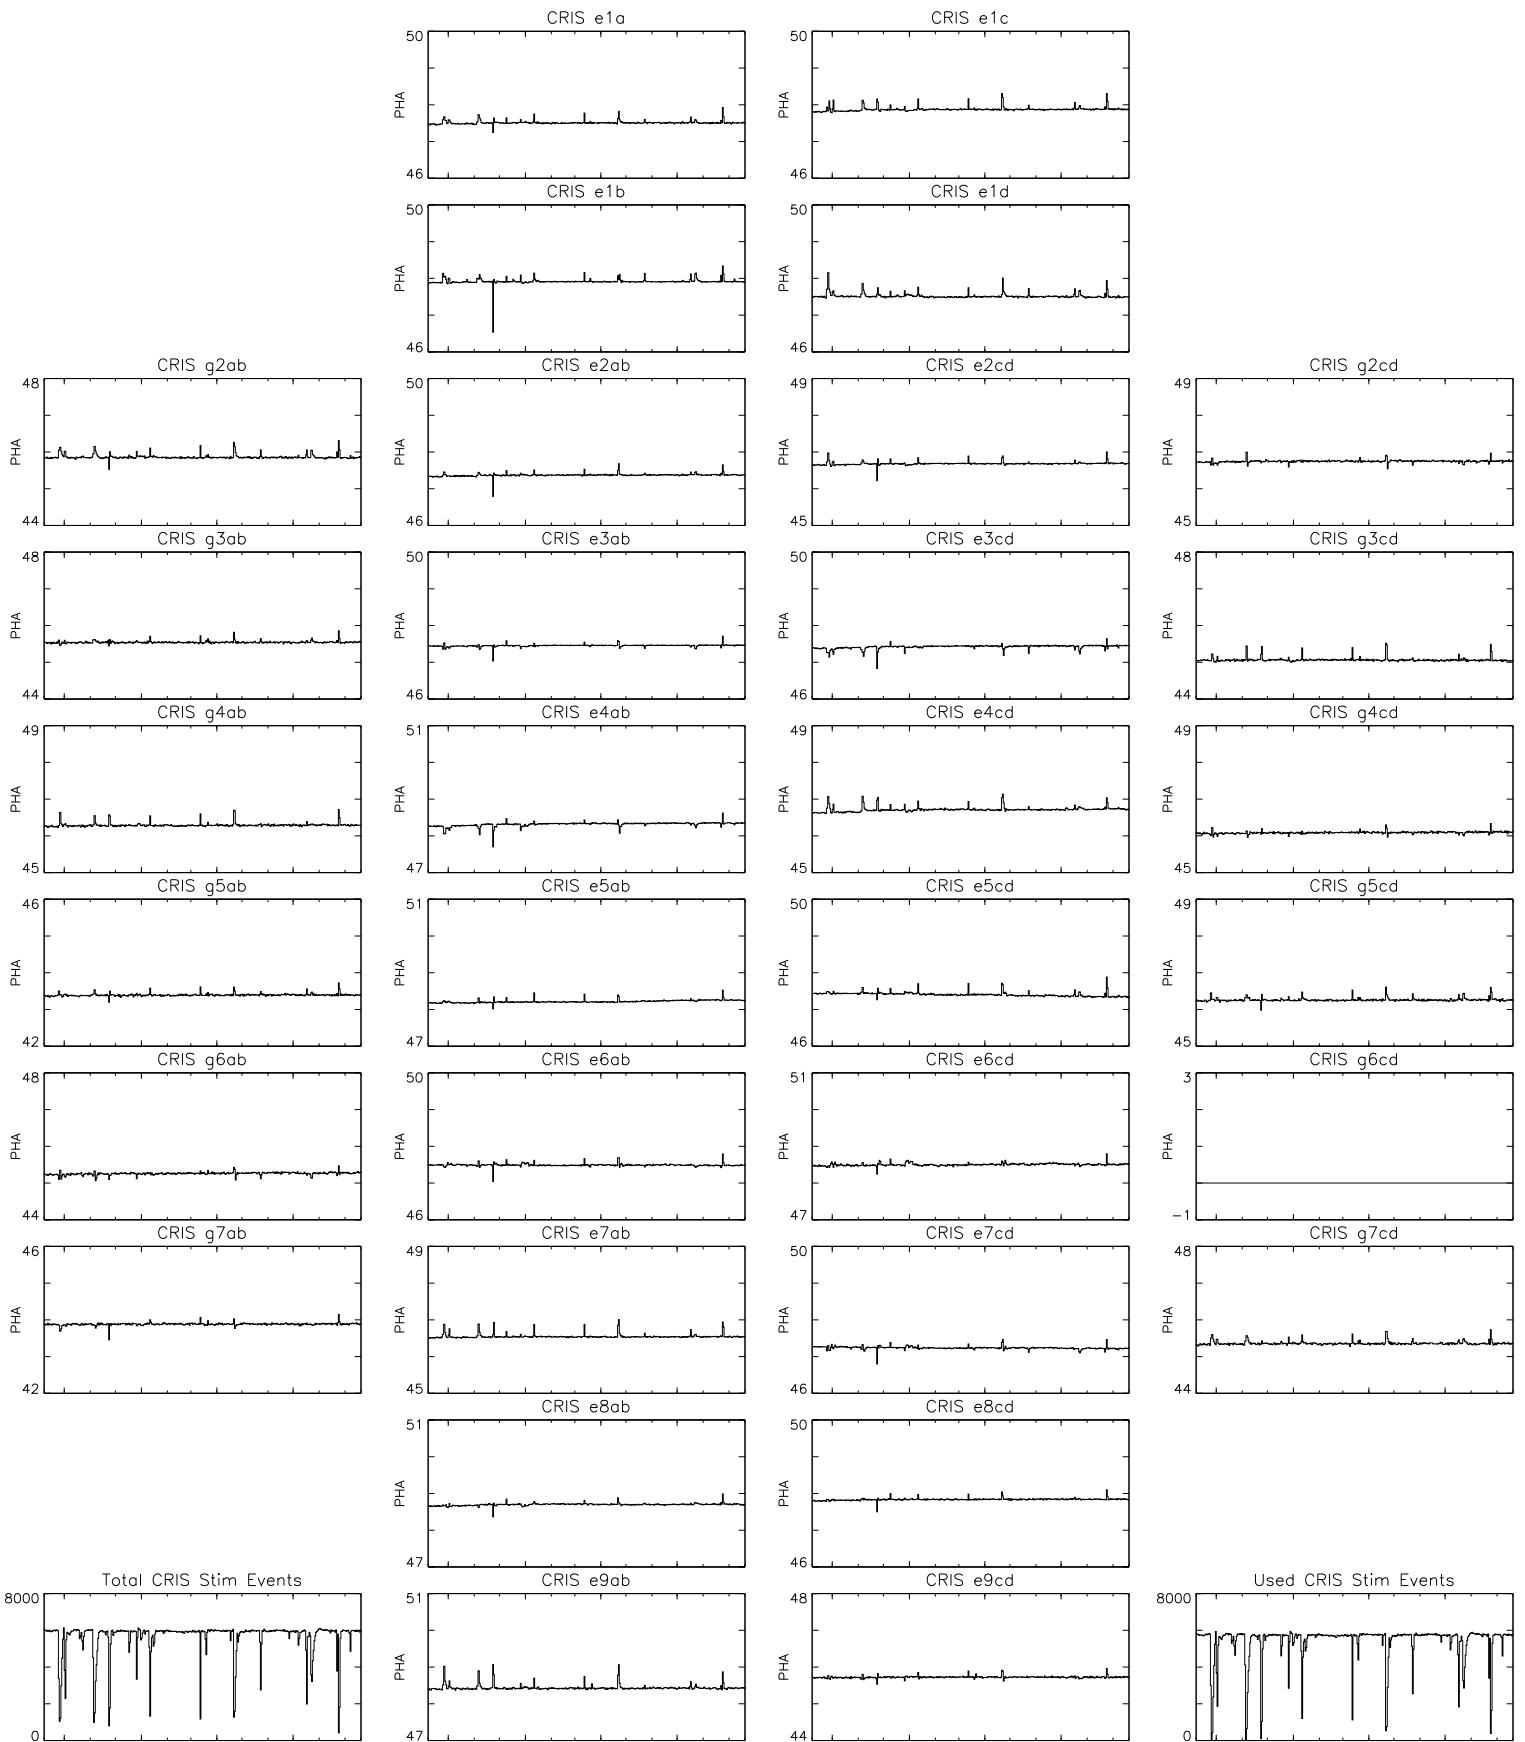 CRIS e1a
CRIS e1c
50
PHA
46
50
PHA
46
CRIS e1b
CRIS e1d
50
PHA
46
50
PHA
46
CRIS g2ab
CRIS e2ab
CRIS e2cd
CRIS g2cd
48
PHA
44
50
PHA
46
49
PHA
45
49
PHA
45
CRIS g3ab
CRIS e3ab
CRIS e3cd
CRIS g3cd
48
PHA
44
50
PHA
46
50
PHA
46
48
PHA
44
CRIS g4ab
CRIS e4ab
CRIS e4cd
CRIS g4cd
49
PHA
45
51
PHA
47
49
PHA
45
49
PHA
45
CRIS g5ab
CRIS e5ab
CRIS e5cd
CRIS g5cd
46
PHA
42
51
PHA
47
50
PHA
46
49
PHA
45
CRIS g6ab
CRIS e6ab
CRIS e6cd
CRIS g6cd
48
PHA
44
50
PHA
46
51
PHA
47
3
PHA
-1
CRIS g7ab
CRIS e7ab
CRIS e7cd
CRIS g7cd
46
PHA
42
49
PHA
45
50
PHA
46
48
PHA
44
CRIS e8ab
CRIS e8cd
51
PHA
47
50
PHA
46
Total CRIS Stim Events
CRIS e9ab
CRIS e9cd
Used CRIS Stim Events
8000
0
51
PHA
47
48
PHA
44
8000
0